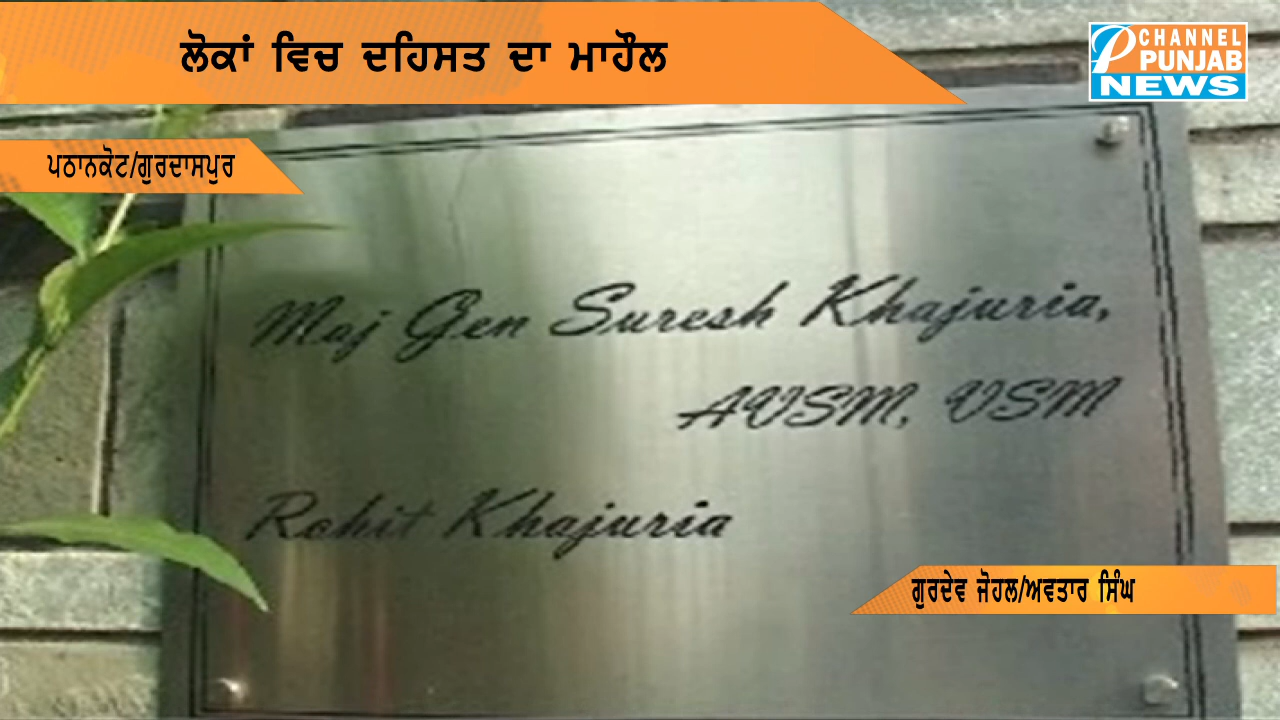 ਲੋਕਾਂ ਵਿਚ ਦਹਿਸਤ ਦਾ ਮਾਹੌਲ
CHANNEL
PUNJAB
NEWS
ਪਠਾਨਕੋਟ/ਗੁਰਦਾਸਪੁਰ
Maj Gen Suresh Khajuria,
AVSM, VSM
Rohit Khajuria
ਗੁਰਦੇਵ ਜੋਹਲ/ਅਵਤਾਰ ਸਿੰਘ